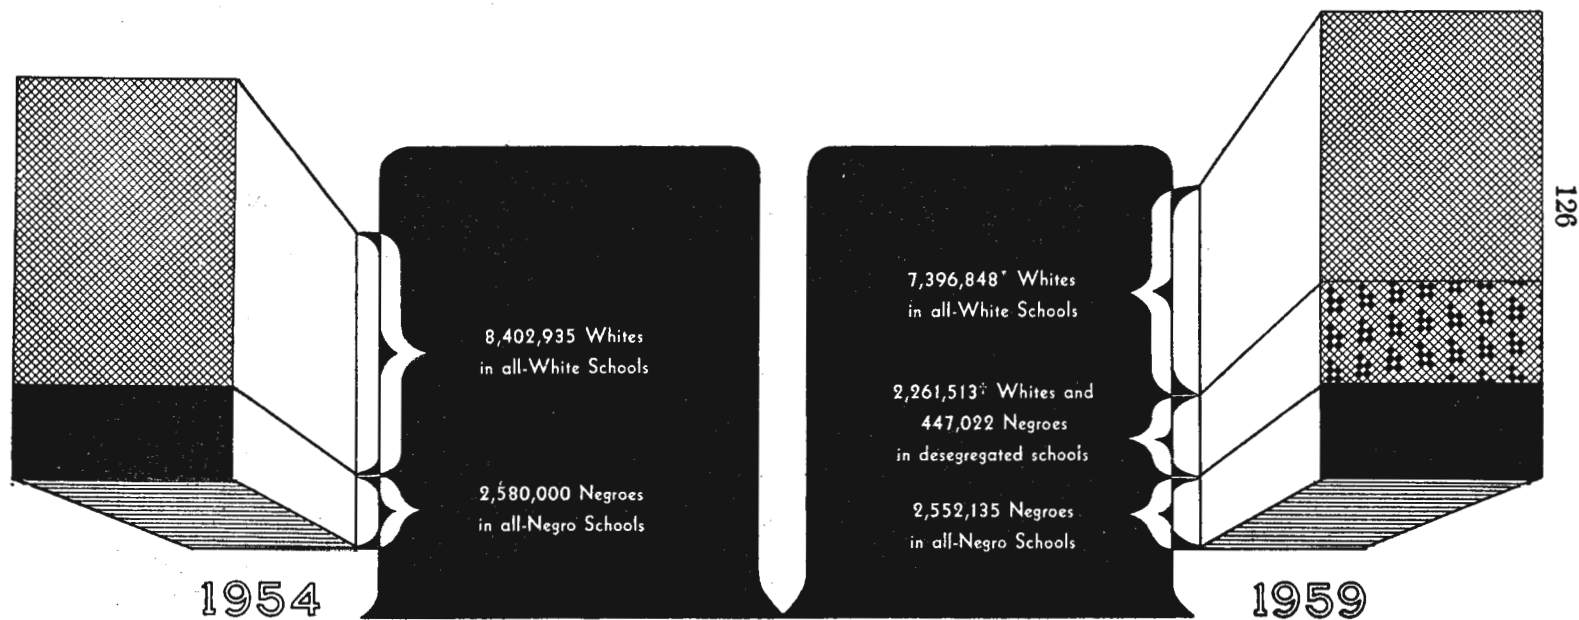 8,402,935 Whites
in all-White Schools
2,580,000 Negroes
in all-Negro Schools
1954
7,396,848* Whites
in all-White Schools
2,261,513‡ Whites and
447,022 Negroes
in desegregated schools
2,552,135 Negroes
in all-Negro Schools
1959
126